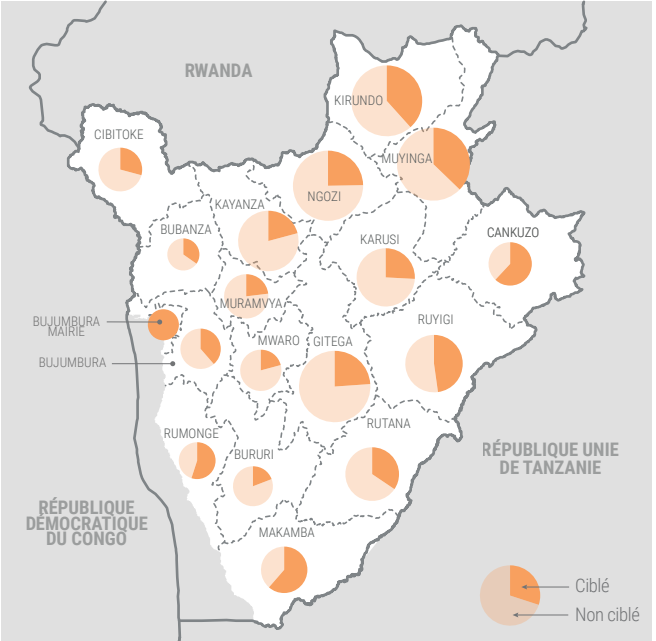 RWANDA
KIRUNDO
CIBITOKE
MUYINGA
NGOZI
KAYANZA
BUBANZA
KARUSI
CANKUZO
MURAMVYA
BUJUMBURA
MAIRIE
RUYIGI
MWARO
GITEGA
BUJUMBURA
RUTANA
RUMONGE
BURURI
RÉPUBLIQUE UNIE
DE TANZANIE
RÉPUBLIQUE
DÉMOCRATIQUE
DU CONGO
MAKAMBA
Ciblé
Non ciblé